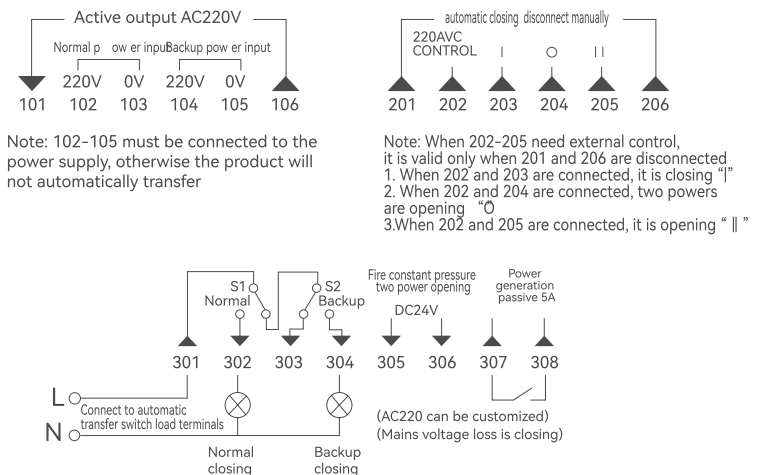 Active output AC220V
Normal p ow er input Backup pow er input
220V 0V 220V 0V
101 102 103 104 105 106
Note: 102-105 must be connected to the
power supply, otherwise the product will
not automatically transfer
automatic closing disconnect manually
220AVC
CONTROL | O ||
201 202 203 204 205 206
Note: When 202-205 need external control,
it is valid only when 201 and 206 are disconnected
1. When 202 and 203 are connected, it is closing “|”
2. When 202 and 204 are connected, two powers
are opening “O”
3.When 202 and 205 are connected, it is opening “ || ”
S1
Normal
S2
Backup
Fire constant pressure
two power opening
DC24V
Power
generation
passive 5A
301 302 303 304 305 306 307 308
L
N
Connect to automatic
transfer switch load terminals
Normal
closing
Backup
closing
(AC220 can be customized)
(Mains voltage loss is closing)